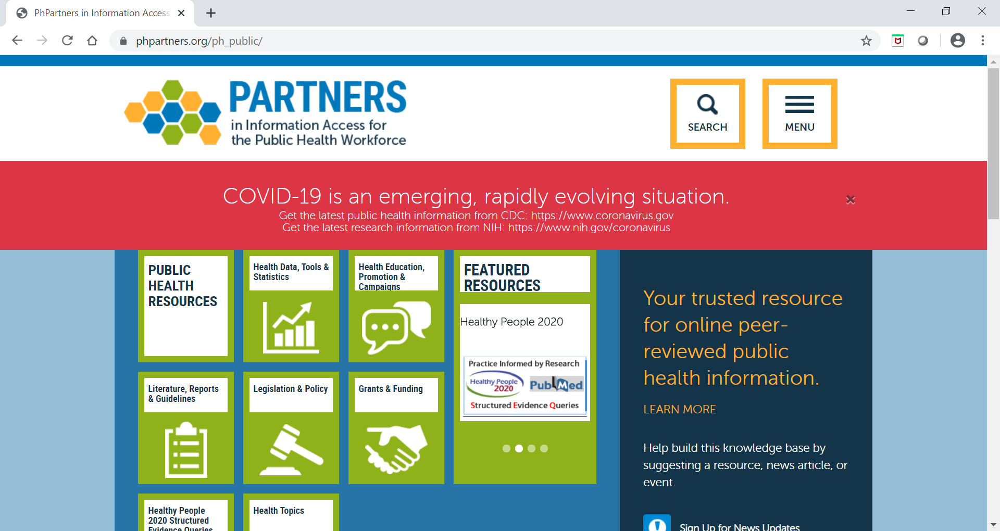 PhPartners in Information Access
phpartners.org/ph_public/
PARTNERS
in Information Access for
the Public Health Workforce
SEARCH
MENU
COVID-19 is an emerging, rapidly evolving situation.
Get the latest public health information from CDC: https://www.coronavirus.gov
Get the latest research information from NIH: https://www.nih.gov/coronavirus
PUBLIC
HEALTH
RESOURCES
Health Data, Tools &
Statistics
Health Education,
Promotion &
Campaigns
FEATURED
RESOURCES
Healthy People 2020
Practice Informed by Research
Healthy People
2020
PubMed
Structured Evidence Queries
Literature, Reports
& Guidelines
Legislation & Policy
Grants & Funding
Healthy People
2020 Structured
Evidence Queries
Health Topics
Your trusted resource
for online peer-
reviewed public
health information.
LEARN MORE
Help build this knowledge base by
suggesting a resource, news article, or
event.
Sign Up for News Updates